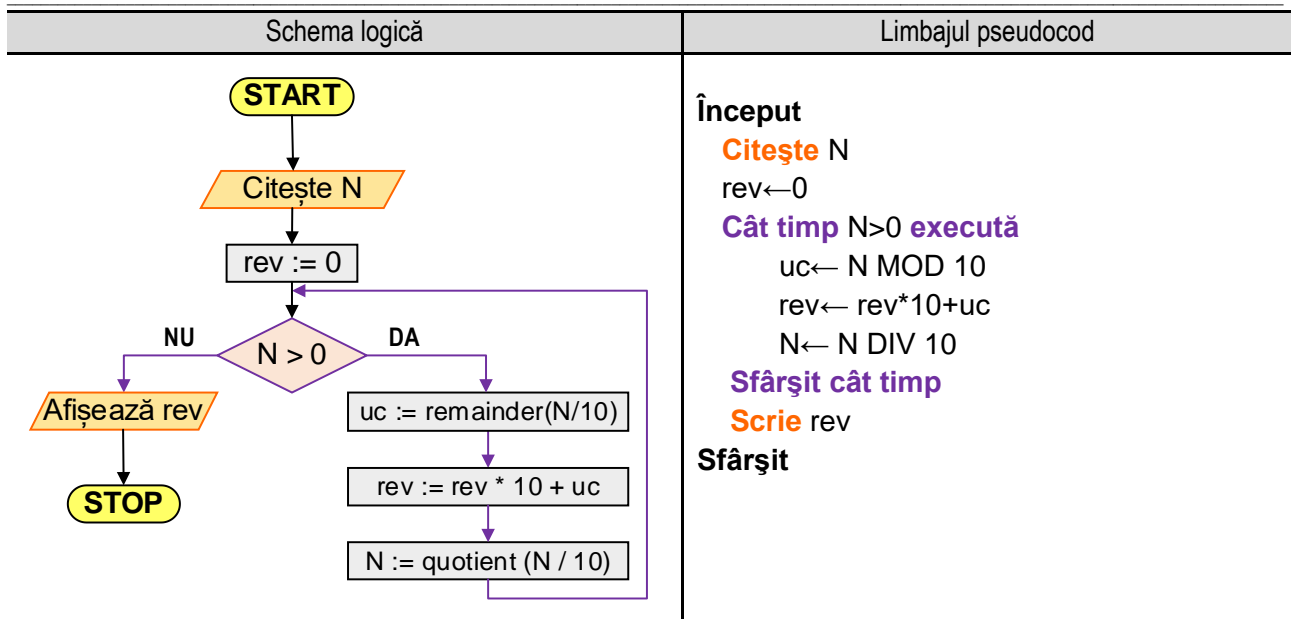 Schema logică
Limbajul pseudocod
START
Citește N
rev := 0
N > 0
NU
DA
Afișează rev
STOP
uc := remainder(N/10)
rev := rev * 10 + uc
N := quotient (N / 10)
Început
Citeşte N
rev←0
Cât timp N>0 execută
uc← N MOD 10
rev← rev*10+uc
N← N DIV 10
Sfârşit cât timp
Scrie rev
Sfârşit